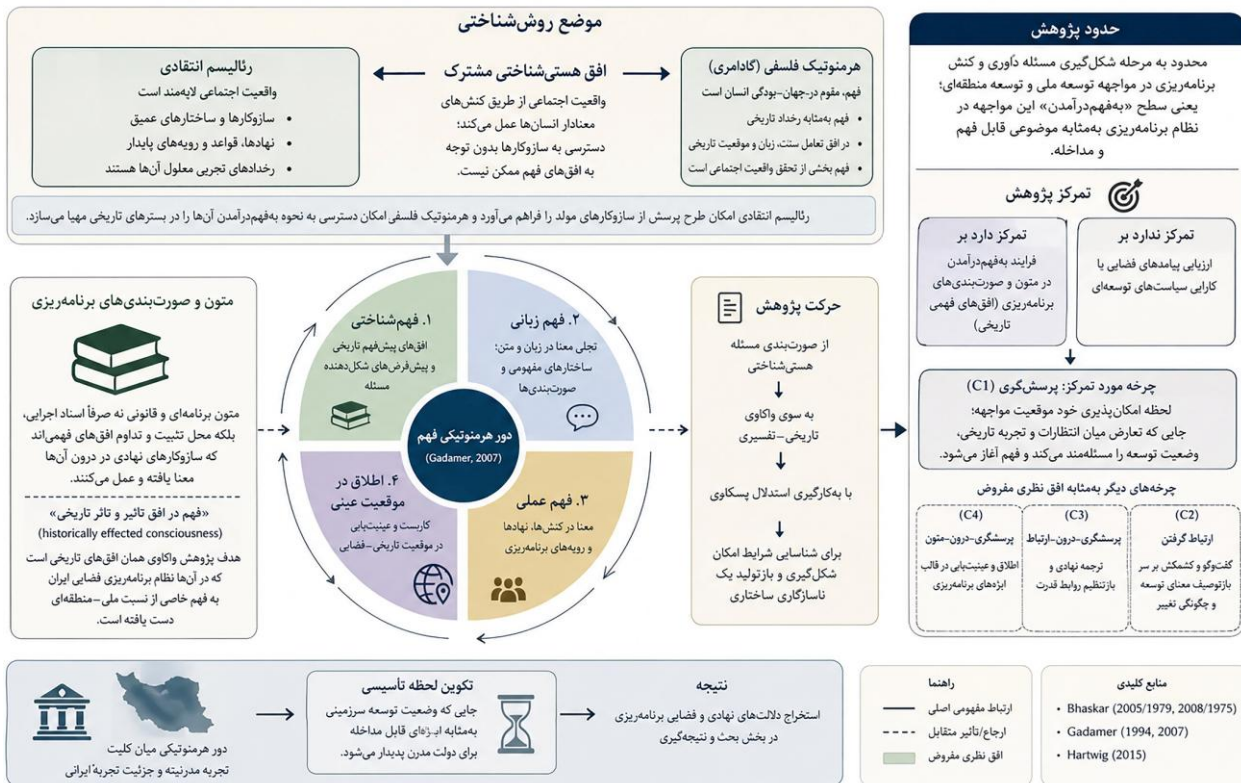 موضع روش‌شناختی
هرمنوتیک فلسفی (گادامری)
فهم، مقوم در-جهان-بودگی انسان است
• فهم به‌مثابه رخداد تاریخی
• در افق تعامل سنت، زبان و موقعیت تاریخی
• فهم بخشی از تحقق واقعیت اجتماعی است
افق هستی‌شناختی مشترک
واقعیت اجتماعی از طریق کنش‌های
معنادار انسان‌ها عمل می‌کند؛
دسترسی به سازوکارها بدون توجه
به افق‌های فهم ممکن نیست.
رئالیسم انتقادی
واقعیت اجتماعی لایه‌مند است
• سازوکارها و ساختارهای عمیق
• نهادها، قواعد و رویه‌های پایدار
• رخدادهای تجربی معلول آن‌ها هستند
رئالیسم انتقادی امکان طرح پرسش از سازوکارهای مولد را فراهم می‌آورد و هرمنوتیک فلسفی امکان دسترسی به نحوه به‌فهم‌درآمدن آن‌ها را در بسترهای تاریخی مهیا می‌سازد.
حدود پژوهش
محدود به مرحله شکل‌گیری مسئله داوری و کنش
برنامه‌ریزی در مواجهه توسعه ملی و توسعه منطقه‌ای؛
یعنی سطح «به‌فهم‌درآمدن» این مواجهه در
نظام برنامه‌ریزی به‌مثابه موضوعی قابل فهم
و مداخله.
تمرکز پژوهش
تمرکز ندارد بر
ارزیابی پیامدهای فضایی یا
کارایی سیاست‌های توسعه‌ای
تمرکز دارد بر
فرایند به‌فهم‌درآمدن
در متون و صورت‌بندی‌های
برنامه‌ریزی (افق‌های فهمی
تاریخی)
چرخه مورد تمرکز: پرسش‌گری (C1)
لحظه امکان‌پذیری خود موقعیت مواجهه؛
جایی که تعارض میان انتظارات و تجربه تاریخی،
وضعیت توسعه را مسئله‌مند می‌کند و فهم آغاز می‌شود.
چرخه‌های دیگر به‌مثابه افق نظری مفروض
(C2)
ارتباط گرفتن
گفت‌وگو و کشمکش بر سر
بازتوصیف معنای توسعه
و چگونگی تغییر
(C3)
پرسشگری-درون-ارتباط
ترجمه نهادی و
بازتنظیم روابط قدرت
(C4)
پرسشگری-درون-متون
اطلاق و عینیت‌یابی در قالب
ابژه‌های برنامه‌ریزی
حرکت پژوهش
از صورت‌بندی مسئله
هستی‌شناختی
به سوی واکاوی
تاریخی-تفسیری
با به‌کارگیری استدلال پسکاوی
برای شناسایی شرایط امکان
شکل‌گیری و بازتولید یک
ناسازگاری ساختاری
۱. فهم‌شناختی
افق‌های پیش‌فهم تاریخی
و پیش‌فرض‌های شکل‌دهنده
مسئله
۲. فهم زبانی
تجلی معنا در زبان و متن؛
ساختارهای مفهومی و
صورت‌بندی‌ها
دور هرمنوتیکی فهم
(Gadamer, 2007)
۳. فهم عملی
معنا در کنش‌ها، نهادها
و رویه‌های برنامه‌ریزی
۴. اطلاق در
موقعیت عینی
کاربست و عینیت‌یابی
در موقعیت تاریخی-فضایی
متون و صورت‌بندی‌های برنامه‌ریزی
متون برنامه‌ای و قانونی نه صرفاً اسناد اجرایی،
بلکه محل تثبیت و تداوم افق‌های فهمی‌اند
که سازوکارهای نهادی در درون آن‌ها
معنا یافته و عمل می‌کنند.
«فهم در افق تاثیر و تاثر تاریخی»
(historically effected consciousness)
هدف پژوهش واکاوی همان افق‌های تاریخی است
که در آن‌ها نظام برنامه‌ریزی فضایی ایران
به فهم خاصی از نسبت ملی-منطقه‌ای
دست یافته است.
دور هرمنوتیکی میان کلیت
تجربه مدرنیته و جزئیت تجربه ایرانی
تکوین لحظه تأسیسی
جایی که وضعیت توسعه سرزمینی
به‌مثابه قابل مداخله
برای دولت مدرن پدیدار می‌شود.
نتیجه
استخراج دلالت‌های نهادی و فضایی برنامه‌ریزی
در بخش بحث و نتیجه‌گیری
راهنما
ارتباط مفهومی اصلی
ارجاع/تأثیر متقابل
افق نظری مفروض
منابع کلیدی
• Bhaskar (2005/1979, 2008/1975)
• Gadamer (1994, 2007)
• Hartwig (2015)